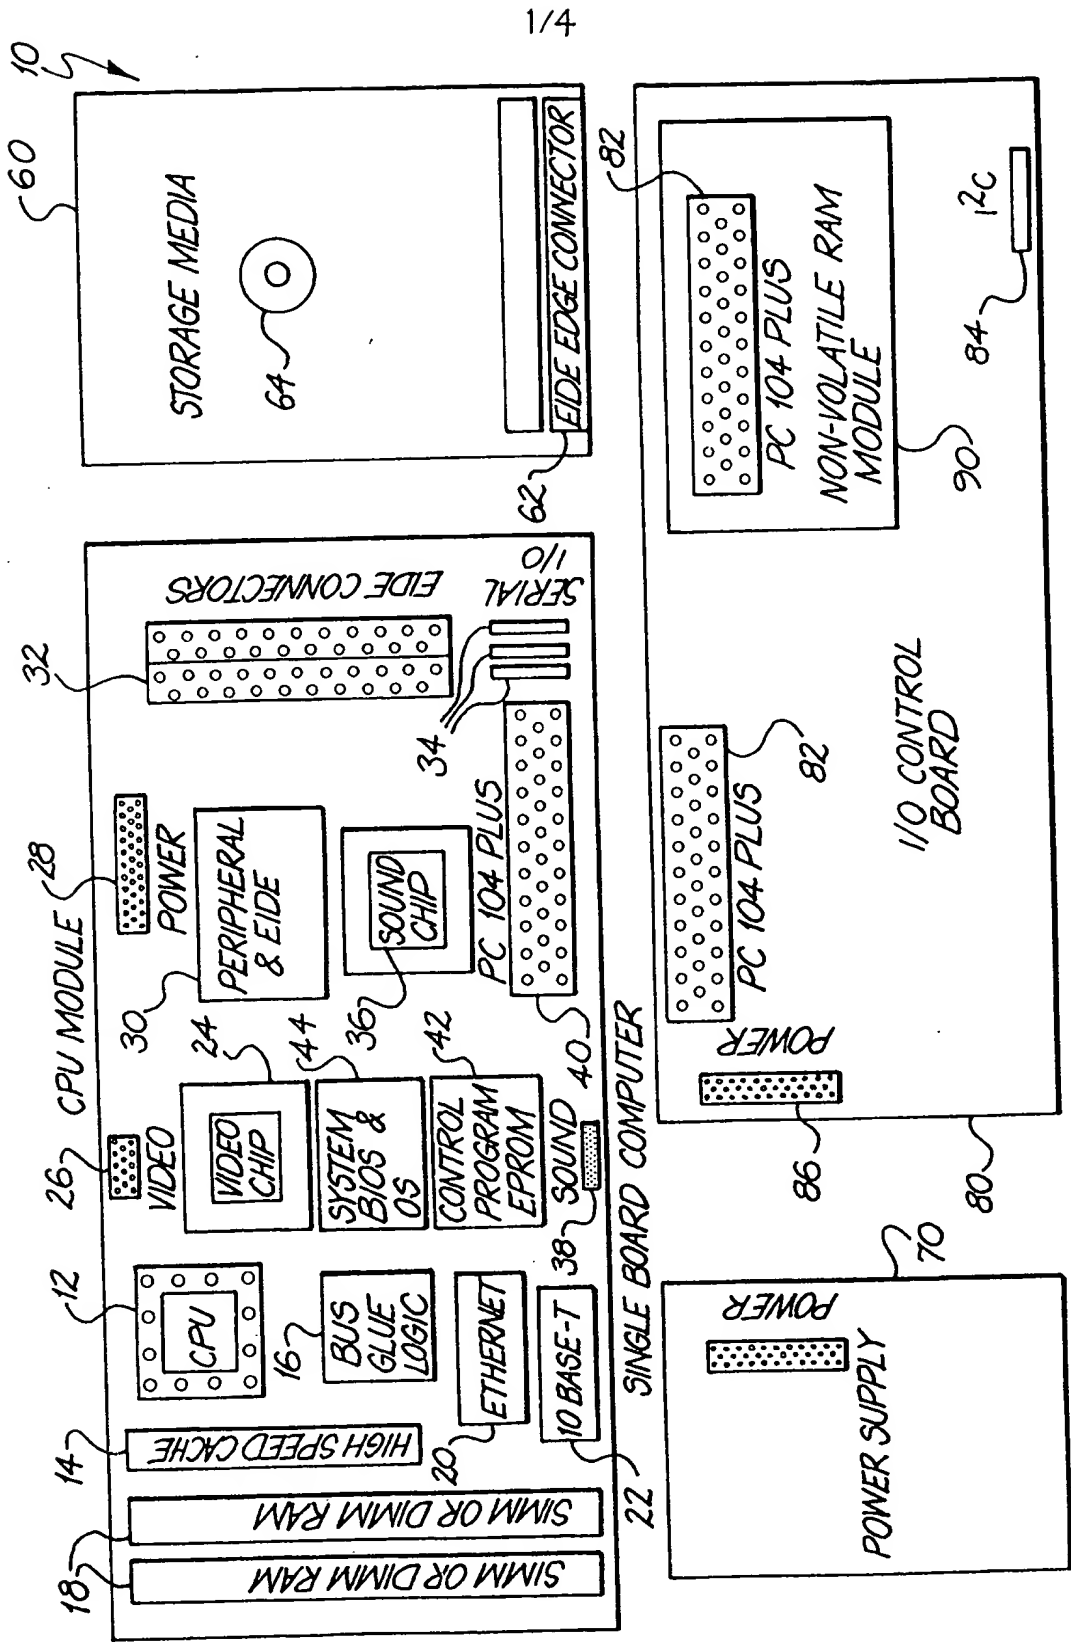 1/4
10
60
STORAGE MEDIA
64
EIDE EDGE CONNECTOR
62
CPU MODULE
18
SIMM OR DIMM RAM
SIMM OR DIMM RAM
14
HIGH SPEED CACHE
12
CPU
16
BUS
GLUE
LOGIC
20
ETHERNET
22
10 BASE-T
26
VIDEO
24
VIDEO
CHIP
44
SYSTEM
BIOS &
OS
42
CONTROL
PROGRAM
EPROM
38
SOUND
28
POWER
30
PERIPHERAL
& EIDE
36
SOUND
CHIP
40
PC 104 PLUS
32
EIDE CONNECTORS
34
SERIAL
I/O
SINGLE BOARD COMPUTER
70
POWER
POWER SUPPLY
80
86
POWER
82
PC 104 PLUS
I/O CONTROL
BOARD
82
PC 104 PLUS
NON-VOLATILE RAM
MODULE
90
84
I2C